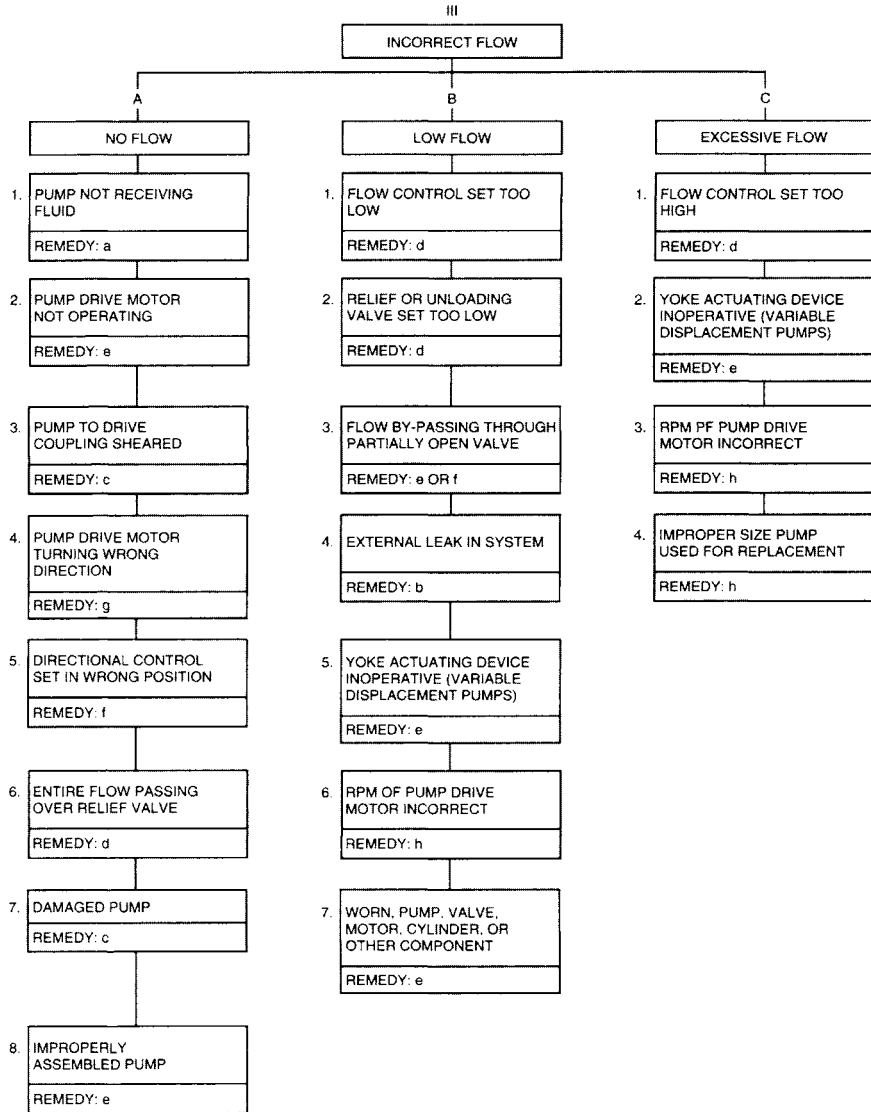 III
INCORRECT FLOW
A
NO FLOW
1. PUMP NOT RECEIVING
FLUID
REMEDY: a
2. PUMP DRIVE MOTOR
NOT OPERATING
REMEDY: e
3. PUMP TO DRIVE
COUPLING SHEARED
REMEDY: c
4. PUMP DRIVE MOTOR
TURNING WRONG
DIRECTION
REMEDY: g
5. DIRECTIONAL CONTROL
SET IN WRONG POSITION
REMEDY: f
6. ENTIRE FLOW PASSING
OVER RELIEF VALVE
REMEDY: d
7. DAMAGED PUMP
REMEDY: c
8. IMPROPERLY
ASSEMBLED PUMP
REMEDY: e
B
LOW FLOW
1. FLOW CONTROL SET TOO
LOW
REMEDY: d
2. RELIEF OR UNLOADING
VALVE SET TOO LOW
REMEDY: d
3. FLOW BY-PASSING THROUGH
PARTIALLY OPEN VALVE
REMEDY: e OR f
4. EXTERNAL LEAK IN SYSTEM
REMEDY: b
5. YOKE ACTUATING DEVICE
INOPERATIVE (VARIABLE
DISPLACEMENT PUMPS)
REMEDY: e
6. RPM OF PUMP DRIVE
MOTOR INCORRECT
REMEDY: h
7. WORN, PUMP, VALVE,
MOTOR, CYLINDER, OR
OTHER COMPONENT
REMEDY: e
C
EXCESSIVE FLOW
1. FLOW CONTROL SET TOO
HIGH
REMEDY: d
2. YOKE ACTUATING DEVICE
INOPERATIVE (VARIABLE
DISPLACEMENT PUMPS)
REMEDY: e
3. RPM PF PUMP DRIVE
MOTOR INCORRECT
REMEDY: h
4. IMPROPER SIZE PUMP
USED FOR REPLACEMENT
REMEDY: h